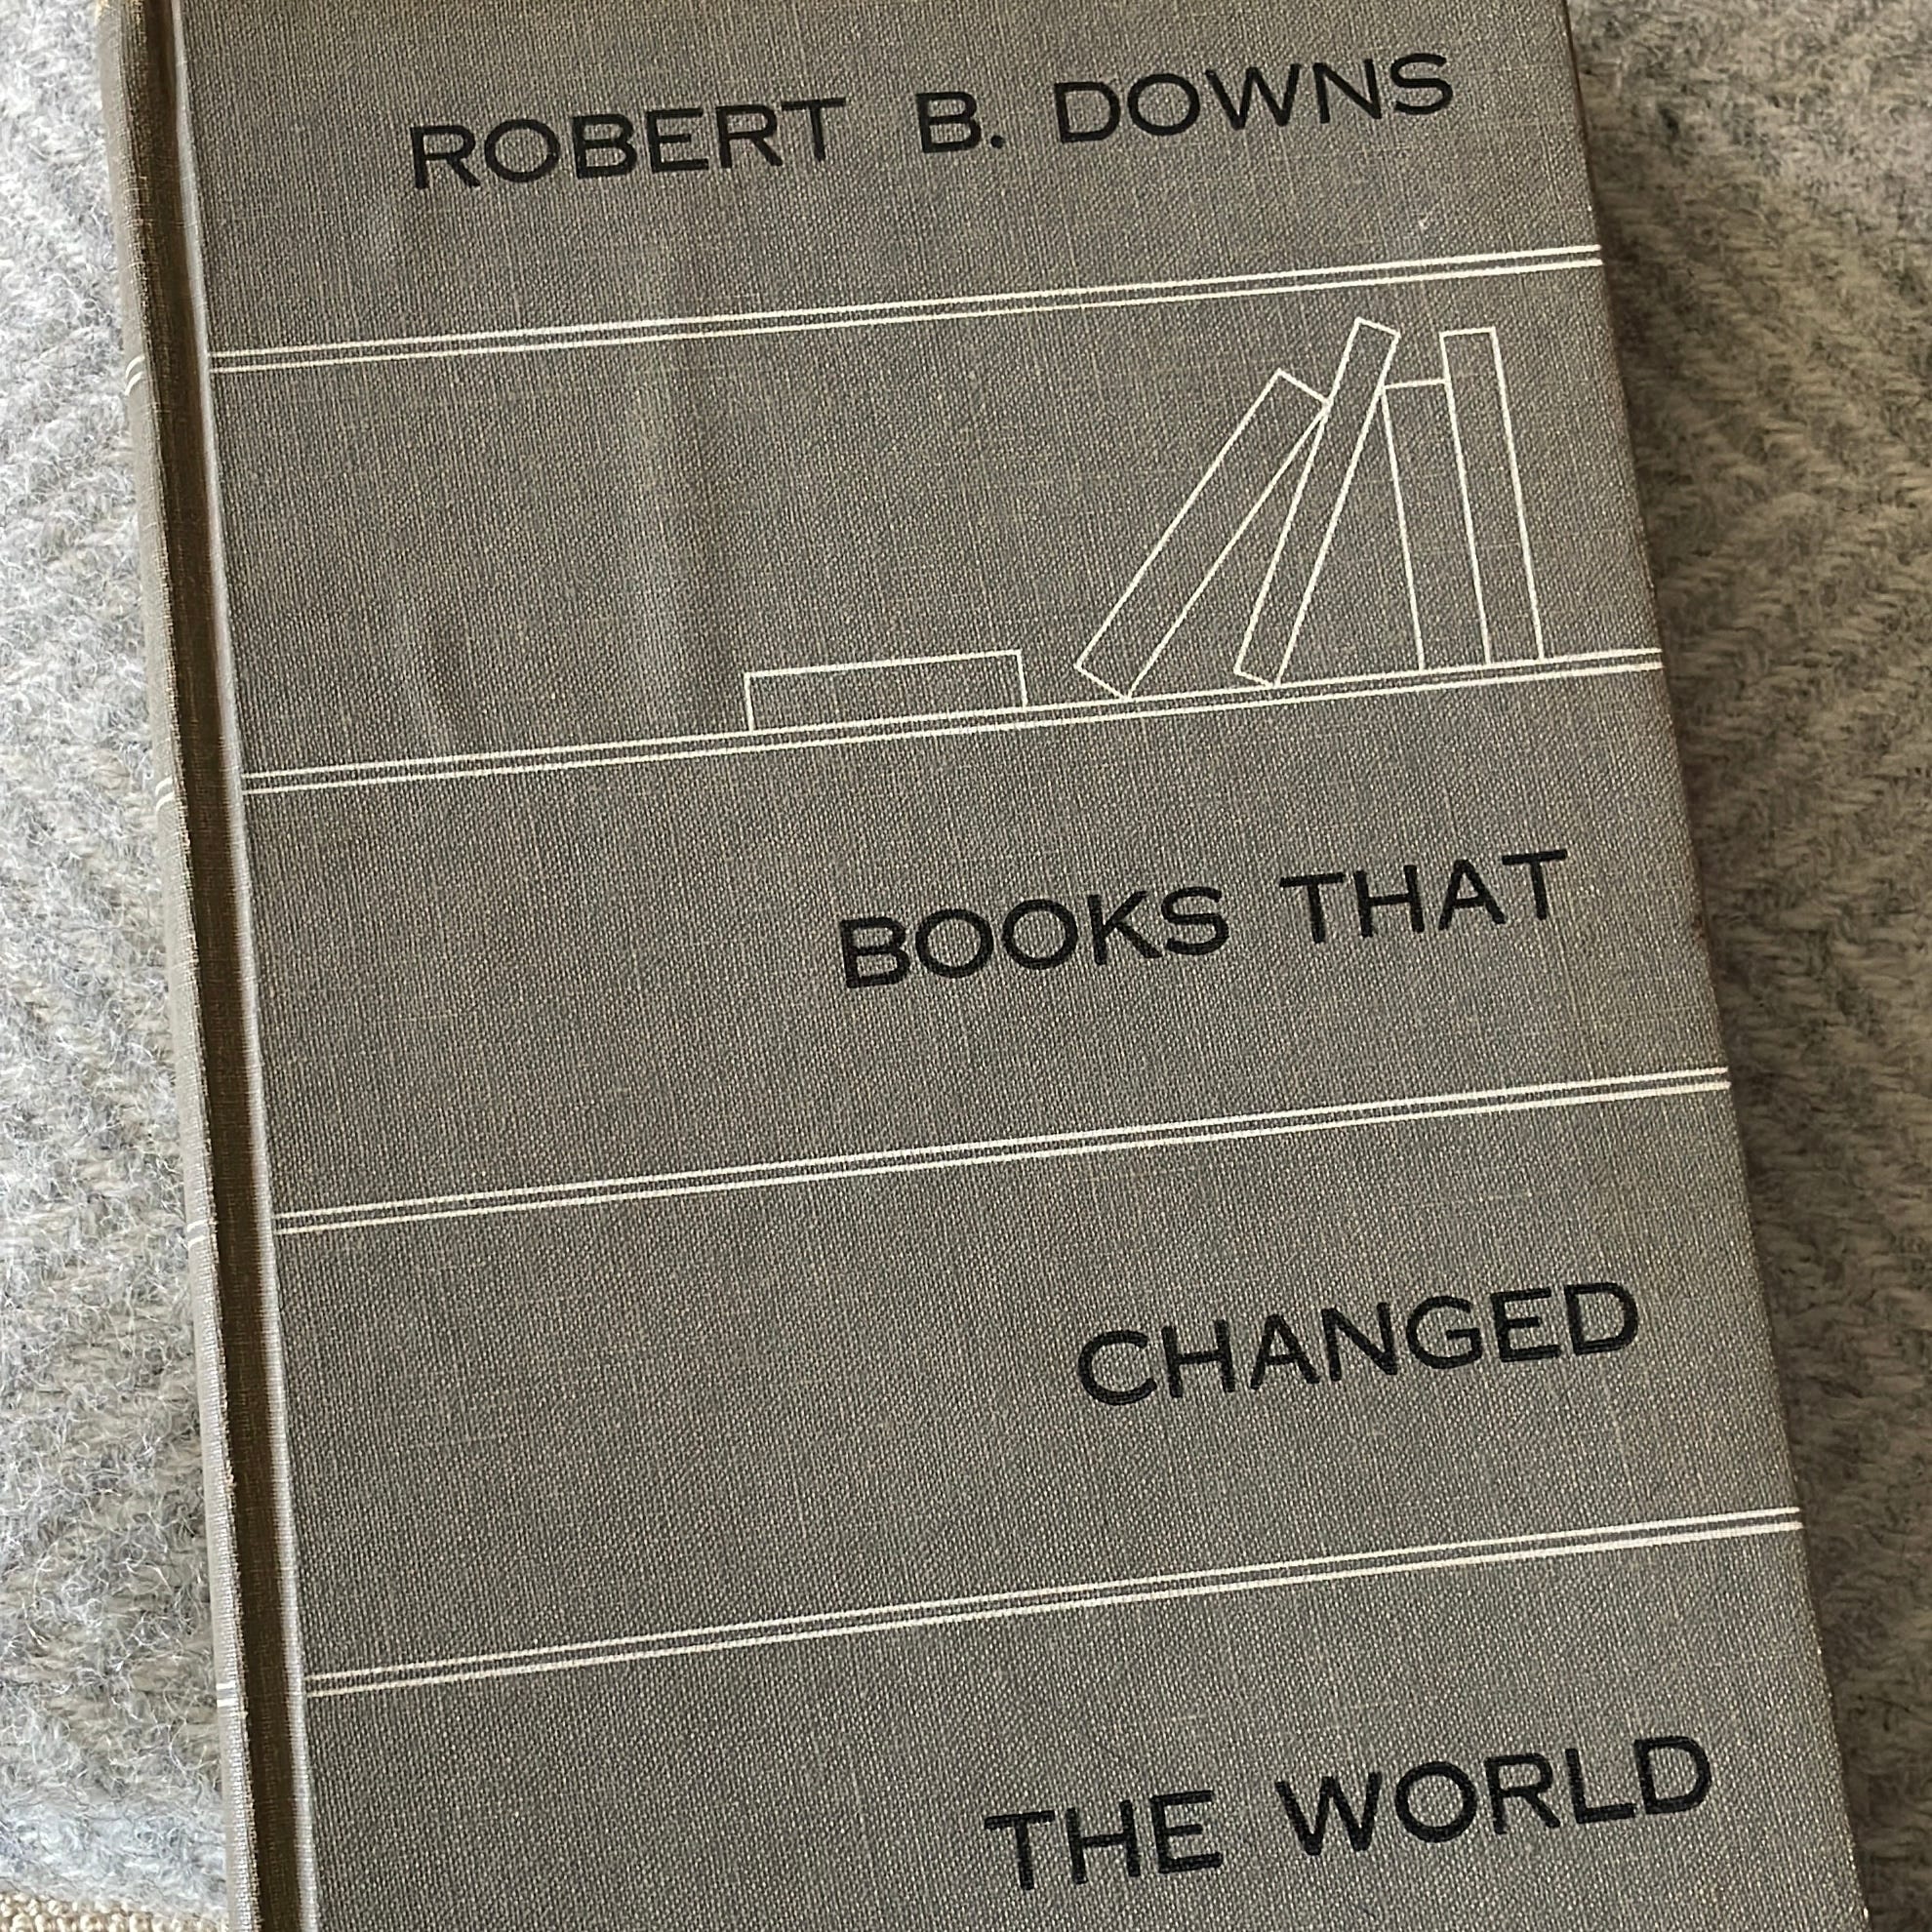 ROBERT B. DOWNS
BOOKS THAT
CHANGED
THE WORLD